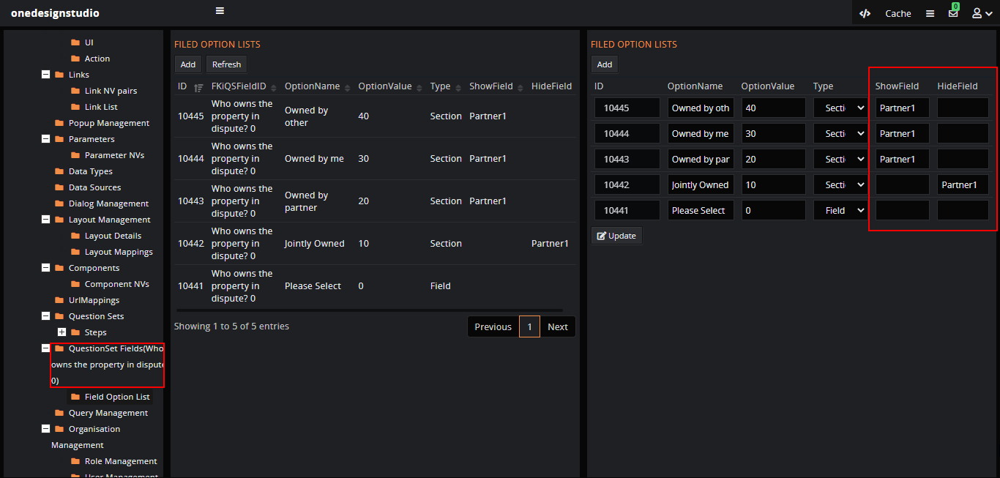 onedesignstudio
Cache
0
UI
Action
Links
Link NV pairs
Link List
Popup Management
Parameters
Parameter NVs
Data Types
Data Sources
Dialog Management
Layout Management
Layout Details
Layout Mappings
Components
Component NVs
UrlMappings
Question Sets
Steps
QuestionSet Fields(Who
owns the property in dispute
0)
Field Option List
Query Management
Organisation
Management
Role Management
User Management
FILED OPTION LISTS
Add Refresh
ID FKiQSFieldID OptionName OptionValue Type ShowField HideField
10445 Who owns the property in dispute? 0 Owned by other 40 Section Partner1
10444 Who owns the property in dispute? 0 Owned by me 30 Section Partner1
10443 Who owns the property in dispute? 0 Owned by partner 20 Section Partner1
10442 Who owns the property in dispute? 0 Jointly Owned 10 Section Partner1
10441 Who owns the property in dispute? 0 Please Select 0 Field
Showing 1 to 5 of 5 entries
Previous 1 Next
FILED OPTION LISTS
Add
ID OptionName OptionValue Type ShowField HideField
10445 Owned by oth 40 Secti Partner1
10444 Owned by me 30 Secti Partner1
10443 Owned by par 20 Secti Partner1
10442 Jointly Owned 10 Secti Partner1
10441 Please Select 0 Field
Update